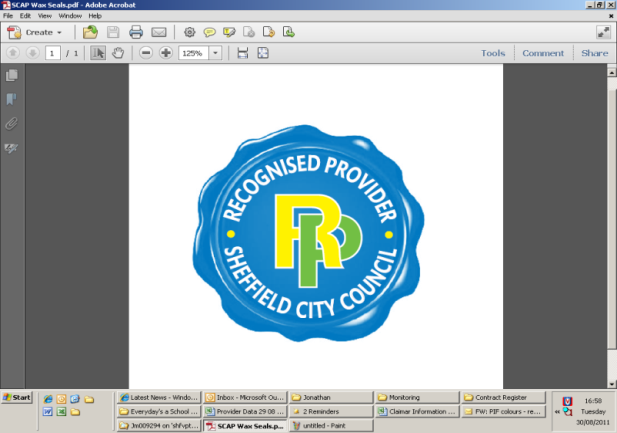 SCAP Wax Seals.pdf - Adobe Acrobat
File Edit View Window Help
Create
1 / 1 125% Tools Comment Share
RECOGNISED PROVIDER
RP
SHEFFIELD CITY COUNCIL
Start Latest News - Windo... Inbox - Microsoft Ou... Jonathan Monitoring Contract Register 16:58
Everyday's a School ... Provider Data 29 08 ... 2 Reminders Claimar Information ... FW: PIF colours - re... Tuesday
Jm009294 on 'shfvpt... SCAP Wax Seals.p... untitled - Paint 30/08/2011